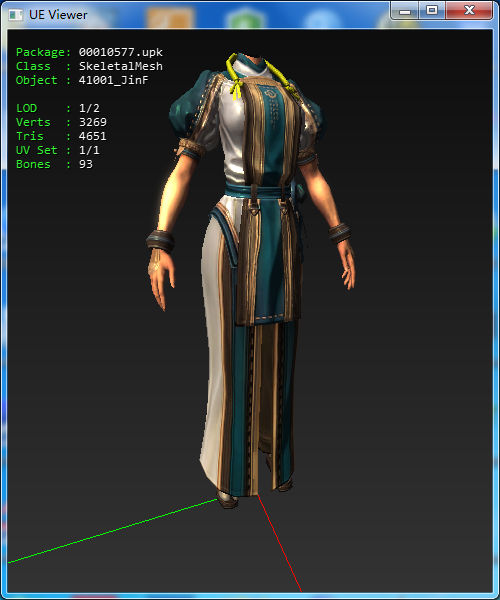 UE Viewer
Package: 00010577.upk
Class : SkeletalMesh
Object : 41001_JinF
LOD : 1/2
Verts : 3269
Tris : 4651
UV Set : 1/1
Bones : 93